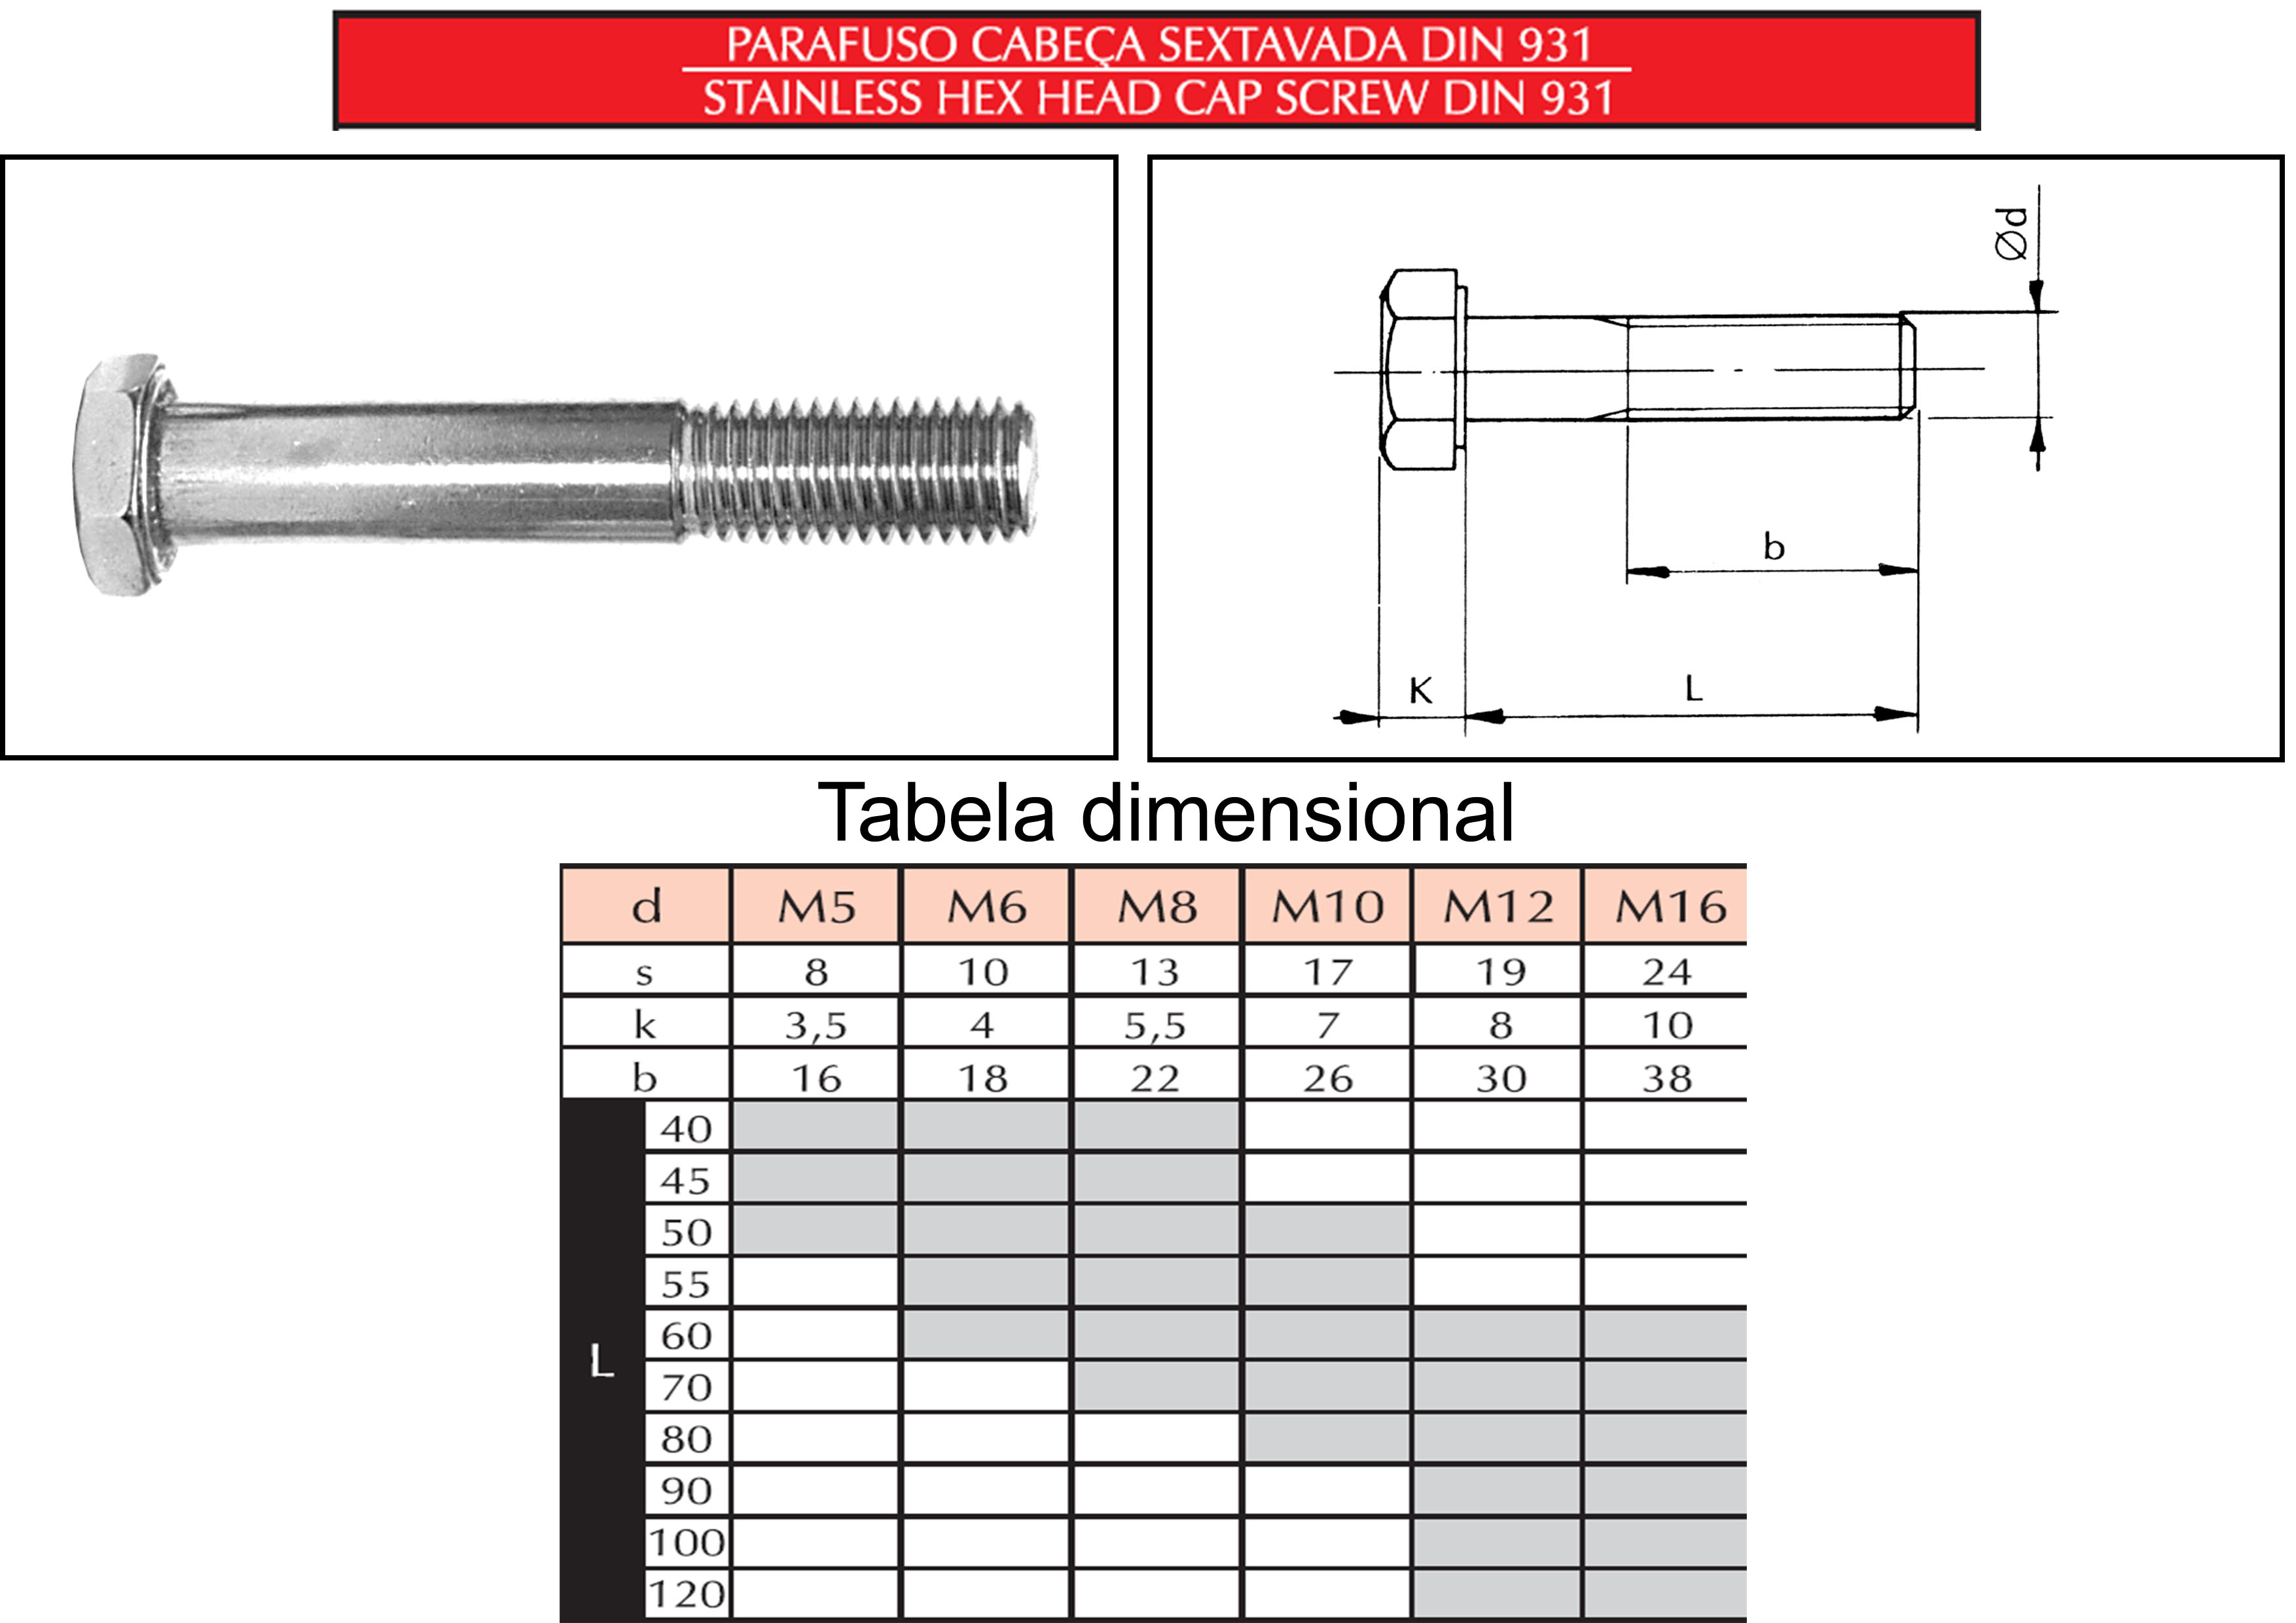 PARAFUSO CABEÇA SEXTAVADA DIN 931
STAINLESS HEX HEAD CAP SCREW DIN 931
Ød
b
K L
Tabela dimensional
d M5 M6 M8 M10 M12 M16
s 8 10 13 17 19 24
k 3,5 4 5,5 7 8 10
b 16 18 22 26 30 38
L
40
45
50
55
60
70
80
90
100
120